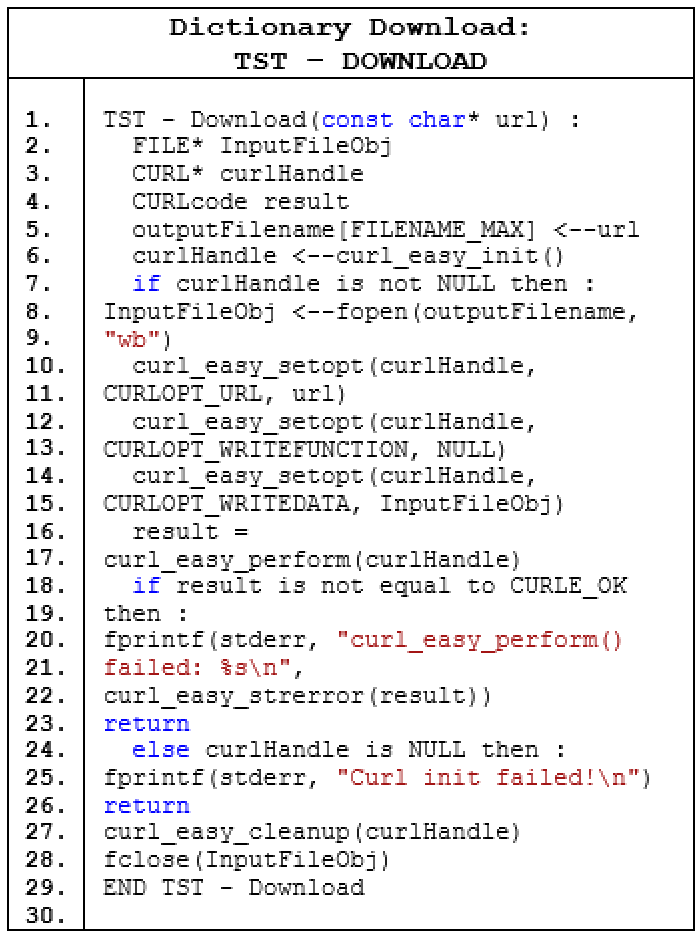 Dictionary Download:
TST – DOWNLOAD
1. TST - Download(const char* url) :
2. FILE* InputFileObj
3. CURL* curlHandle
4. CURLcode result
5. outputFilename[FILENAME_MAX] <--url
6. curlHandle <--curl_easy_init()
7. if curlHandle is not NULL then :
8. InputFileObj <--fopen(outputFilename,
9. "wb")
10. curl_easy_setopt(curlHandle,
11. CURLOPT_URL, url)
12. curl_easy_setopt(curlHandle,
13. CURLOPT_WRITEFUNCTION, NULL)
14. curl_easy_setopt(curlHandle,
15. CURLOPT_WRITEDATA, InputFileObj)
16. result =
17. curl_easy_perform(curlHandle)
18. if result is not equal to CURLE_OK
19. then :
20. fprintf(stderr, "curl_easy_perform()
21. failed: %s\n",
22. curl_easy_strerror(result))
23. return
24. else curlHandle is NULL then :
25. fprintf(stderr, "Curl init failed!\n")
26. return
27. curl_easy_cleanup(curlHandle)
28. fclose(InputFileObj)
29. END TST - Download
30.